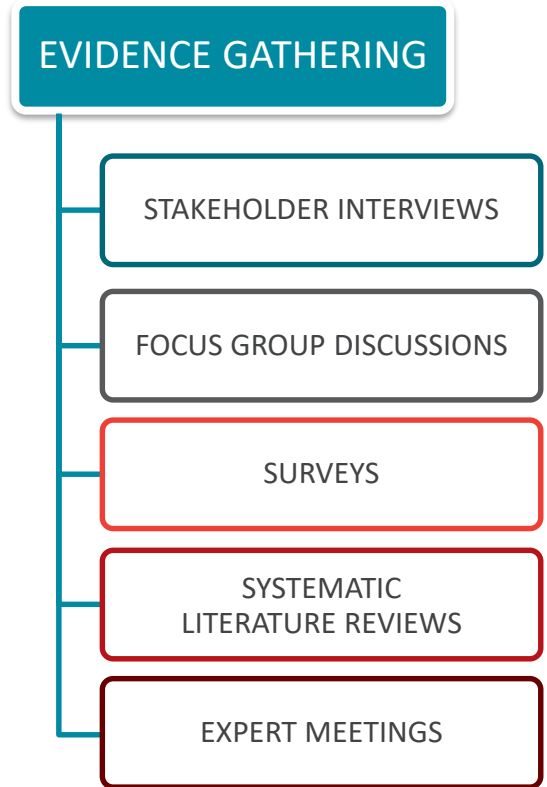 EVIDENCE GATHERING
STAKEHOLDER INTERVIEWS
FOCUS GROUP DISCUSSIONS
SURVEYS
SYSTEMATIC
LITERATURE REVIEWS
EXPERT MEETINGS